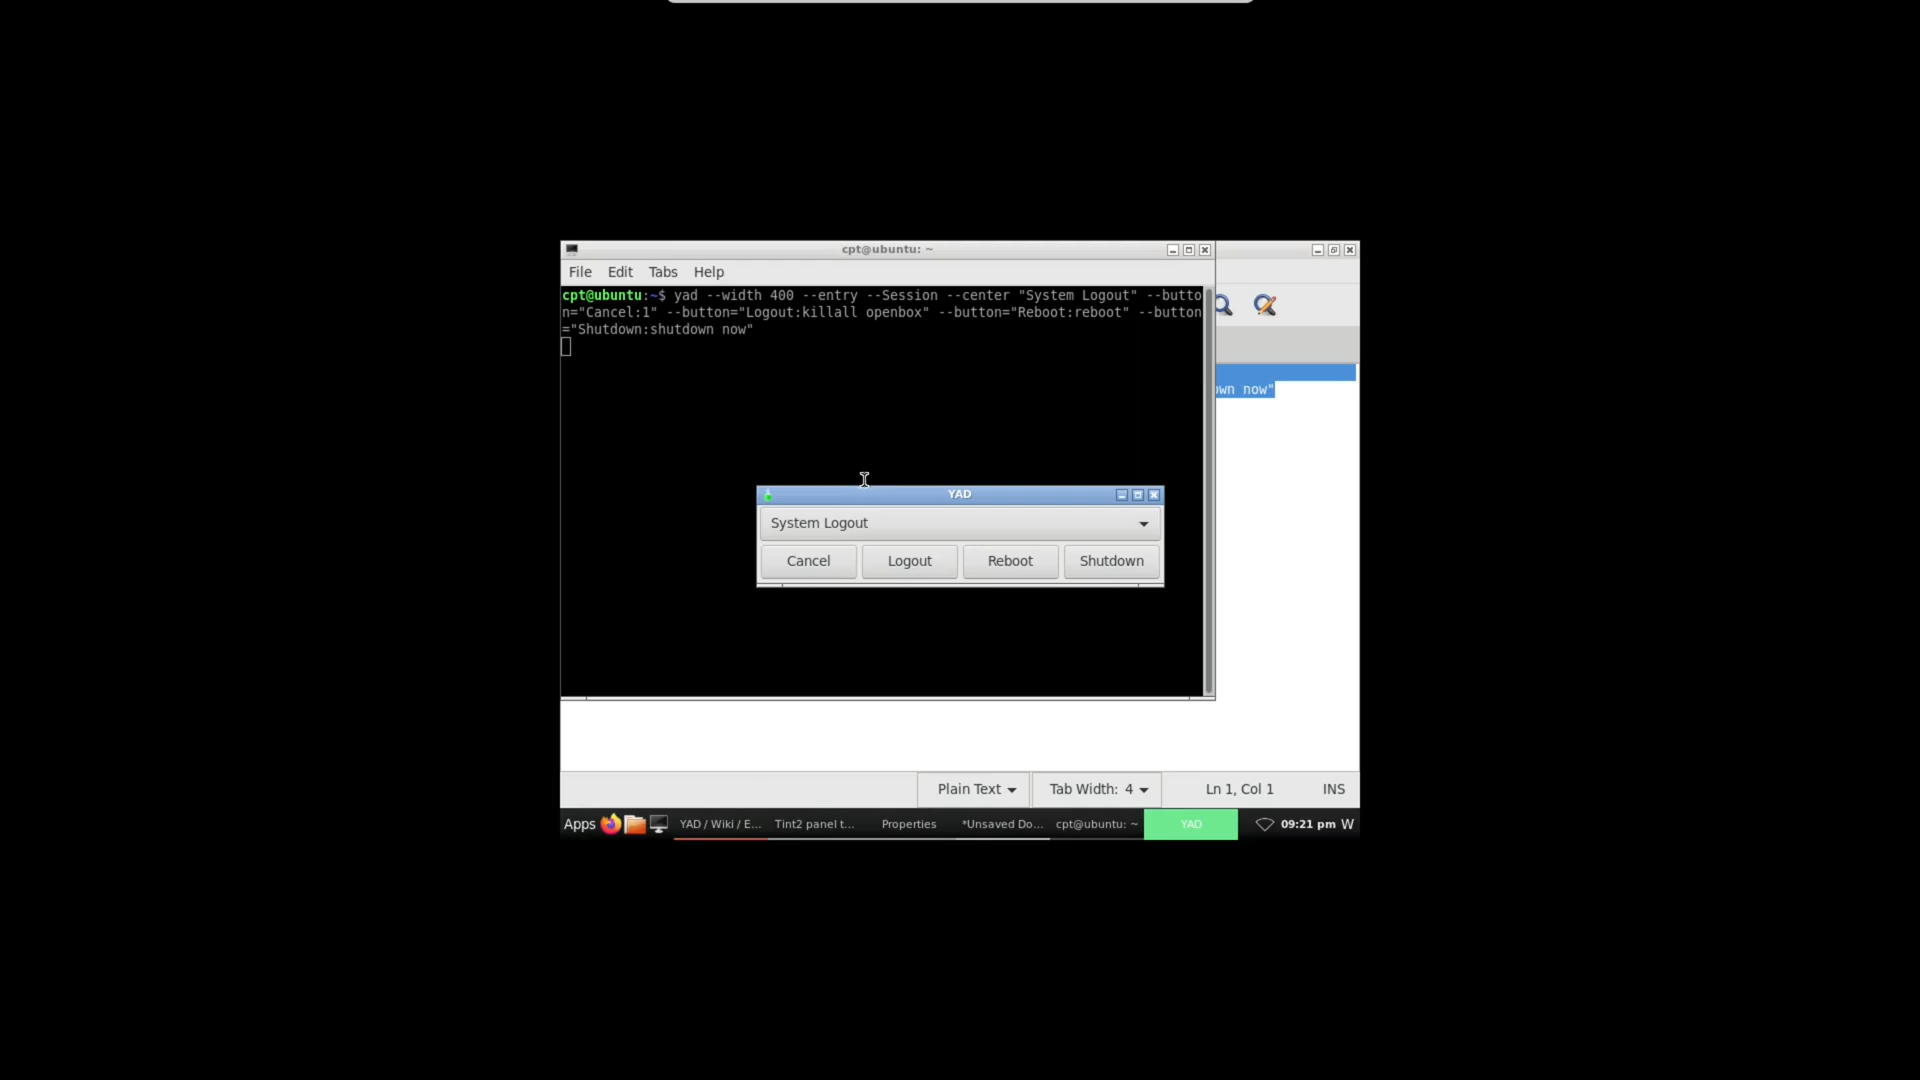 cpt@ubuntu: ~
File Edit Tabs Help
cpt@ubuntu:~$ yad --width 400 --entry --Session --center "System Logout" --butto
n="Cancel:1" --button="Logout:killall openbox" --button="Reboot:reboot" --button
="Shutdown:shutdown now"
own now"
YAD
System Logout
Cancel Logout Reboot Shutdown
Plain Text Tab Width: 4 Ln 1, Col 1 INS
Apps YAD / Wiki / E... Tint2 panel t... Properties *Unsaved Do... cpt@ubuntu: ~ YAD 09:21 pm W